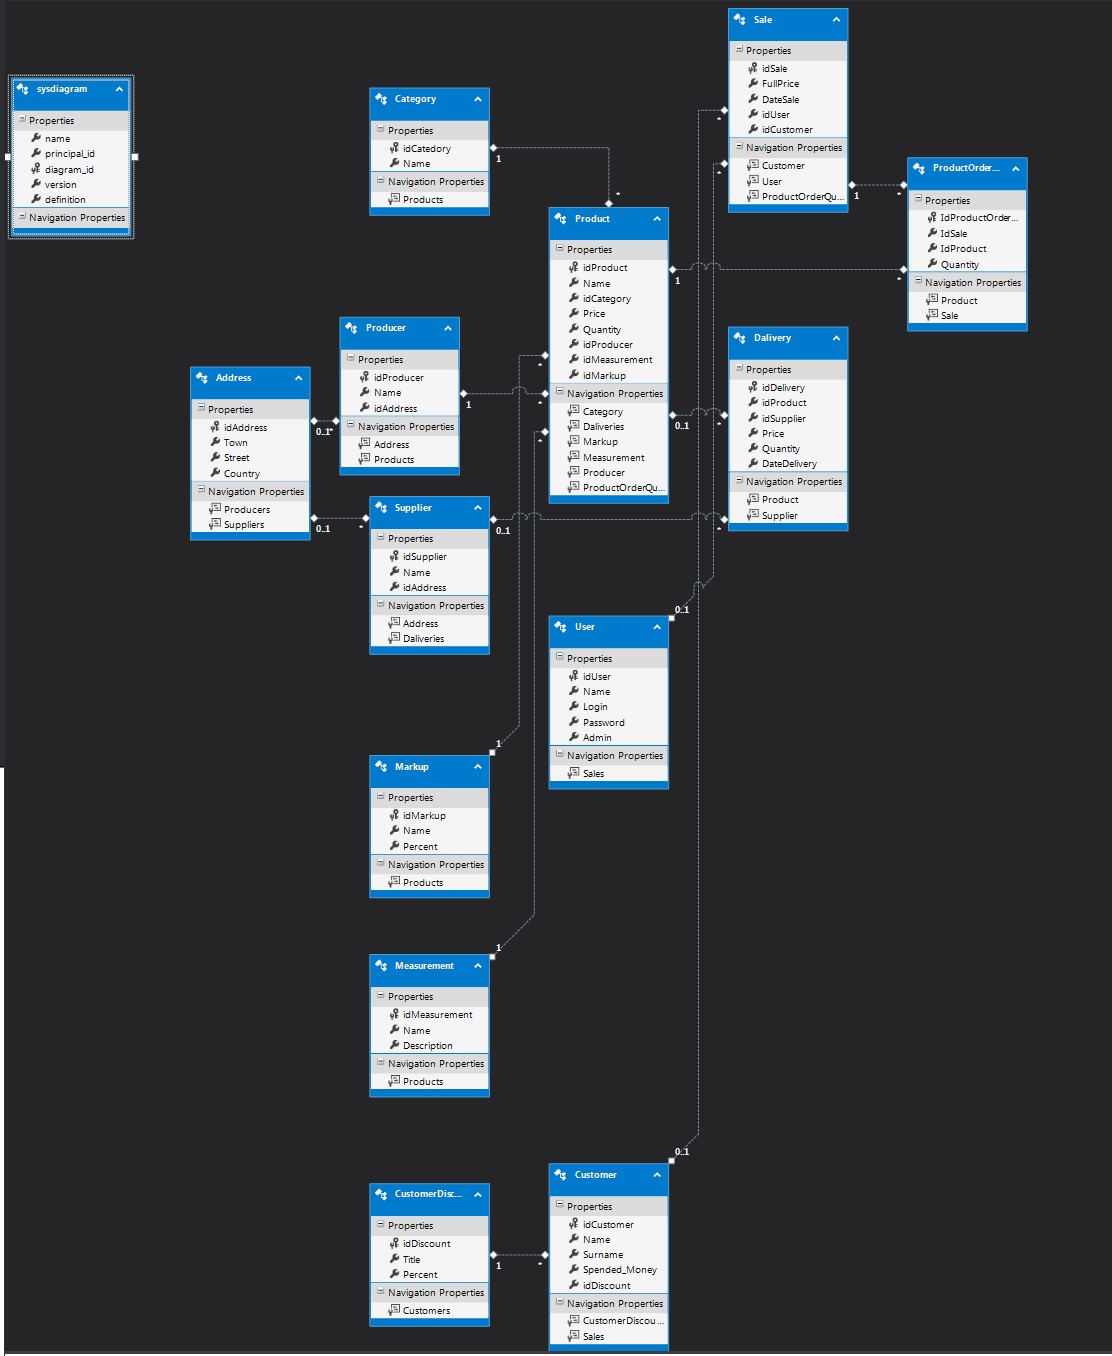 sysdiagram
Properties
name
principal_id
diagram_id
version
definition
Navigation Properties
Category
Properties
idCatedory
Name
Navigation Properties
Products
1
*
Sale
Properties
idSale
FullPrice
DateSale
idUser
idCustomer
Navigation Properties
Customer
User
ProductOrderQu...
*
*
1
*
ProductOrder...
Properties
IdProductOrder...
IdSale
IdProduct
Quantity
Navigation Properties
Product
Sale
Product
Properties
idProduct
Name
idCategory
Price
Quantity
idProducer
idMeasurement
idMarkup
Navigation Properties
Category
Daliveries
Markup
Measurement
Producer
ProductOrderQu...
1
*
*
*
*
0..1
*
Producer
Properties
idProducer
Name
idAddress
Navigation Properties
Address
Products
1
Address
Properties
idAddress
Town
Street
Country
Navigation Properties
Producers
Suppliers
0..1
*
0..1
*
Dalivery
Properties
idDelivery
idProduct
idSupplier
Price
Quantity
DateDelivery
Navigation Properties
Product
Supplier
Supplier
Properties
idSupplier
Name
idAddress
Navigation Properties
Address
Daliveries
0..1
*
User
Properties
idUser
Name
Login
Password
Admin
Navigation Properties
Sales
0..1
Markup
Properties
idMarkup
Name
Percent
Navigation Properties
Products
1
Measurement
Properties
idMeasurement
Name
Description
Navigation Properties
Products
1
CustomerDisc...
Properties
idDiscount
Title
Percent
Navigation Properties
Customers
1
*
Customer
Properties
idCustomer
Name
Surname
Spended_Money
idDiscount
Navigation Properties
CustomerDiscou...
Sales
0..1